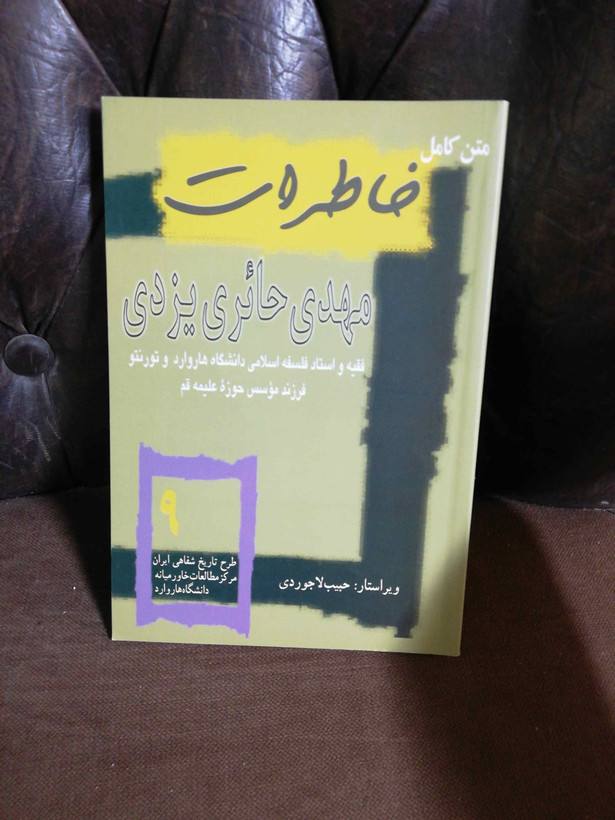 متن کامل
خاطرات
مهدی حائری یزدی
فقیه و استاد فلسفه اسلامی دانشگاه هاروارد و تورنتو
فرزند مؤسس حوزهٔ علیمه قم
۹
طرح تاریخ شفاهی ایران
مرکز مطالعات خاورمیانه
دانشگاه هاروارد
ویراستار: حبیب لاجوردی